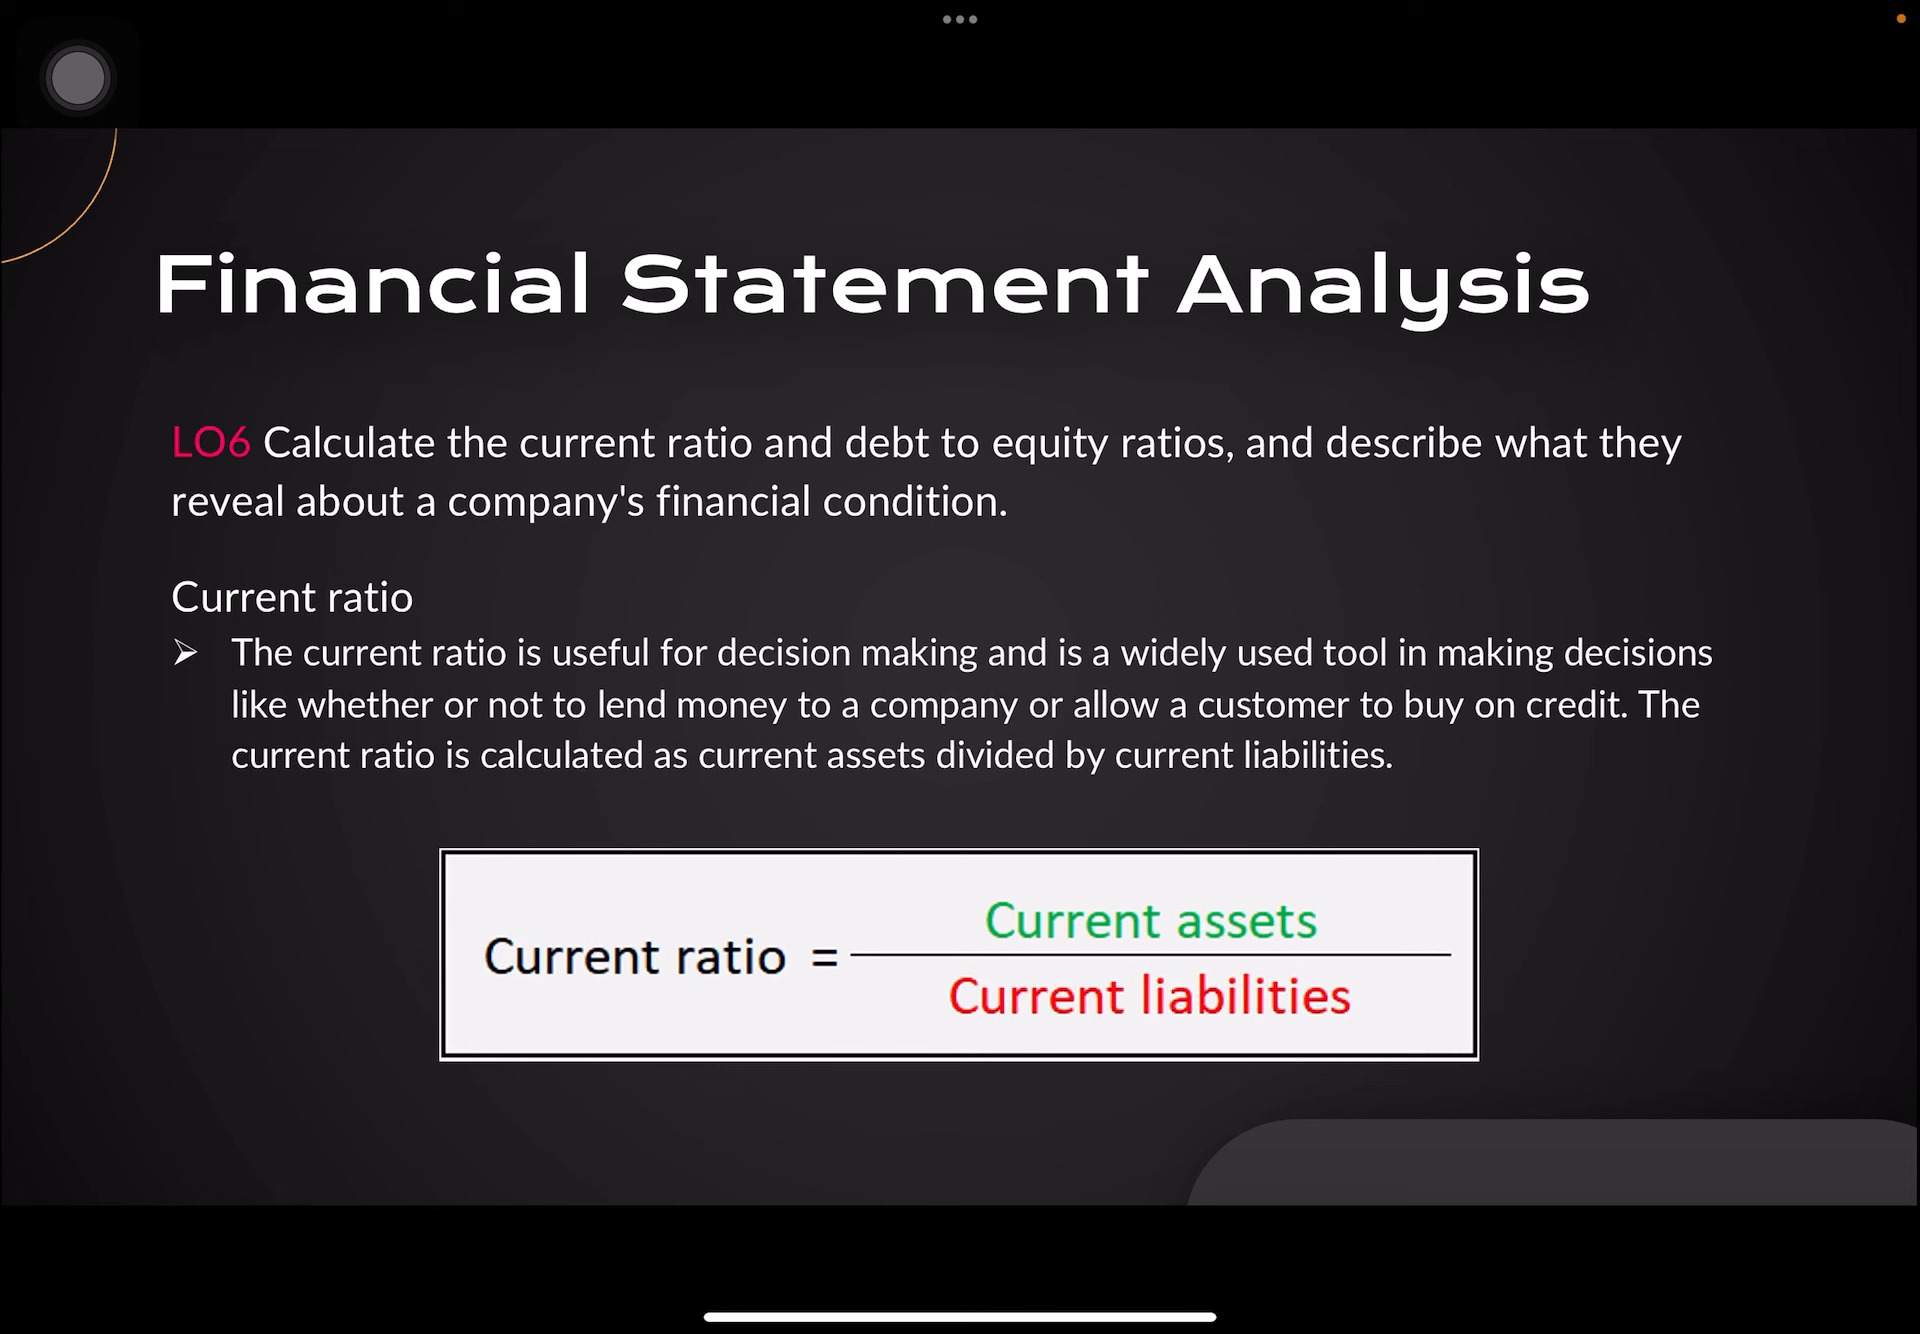 Financial Statement Analysis
LO6 Calculate the current ratio and debt to equity ratios, and describe what they
reveal about a company's financial condition.
Current ratio
➢ The current ratio is useful for decision making and is a widely used tool in making decisions
like whether or not to lend money to a company or allow a customer to buy on credit. The
current ratio is calculated as current assets divided by current liabilities.
Current assets
Current ratio =
Current liabilities